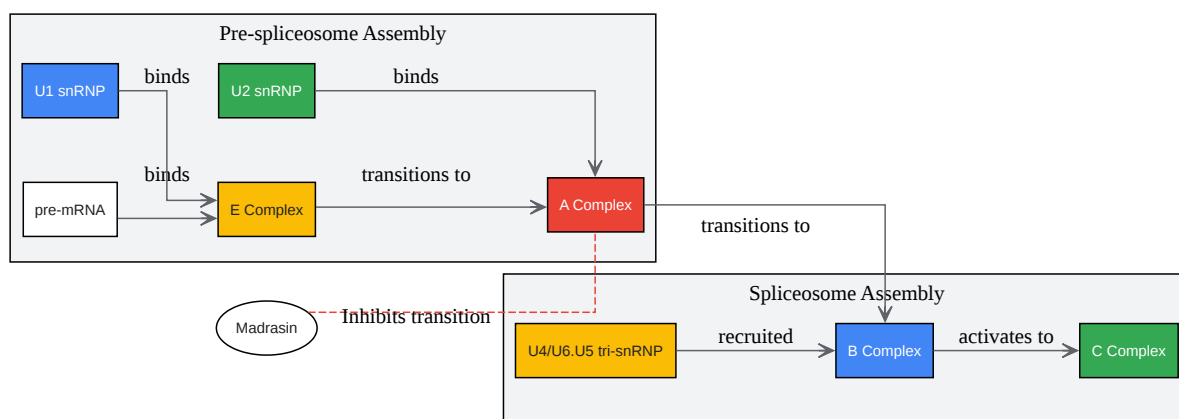 Pre-spliceosome Assembly
U1 snRNP
binds
U2 snRNP
binds
pre-mRNA
binds
E Complex
transitions to
A Complex
transitions to
Madrasin
Inhibits transition
Spliceosome Assembly
U4/U6.U5 tri-snRNP
recruited
B Complex
activates to
C Complex